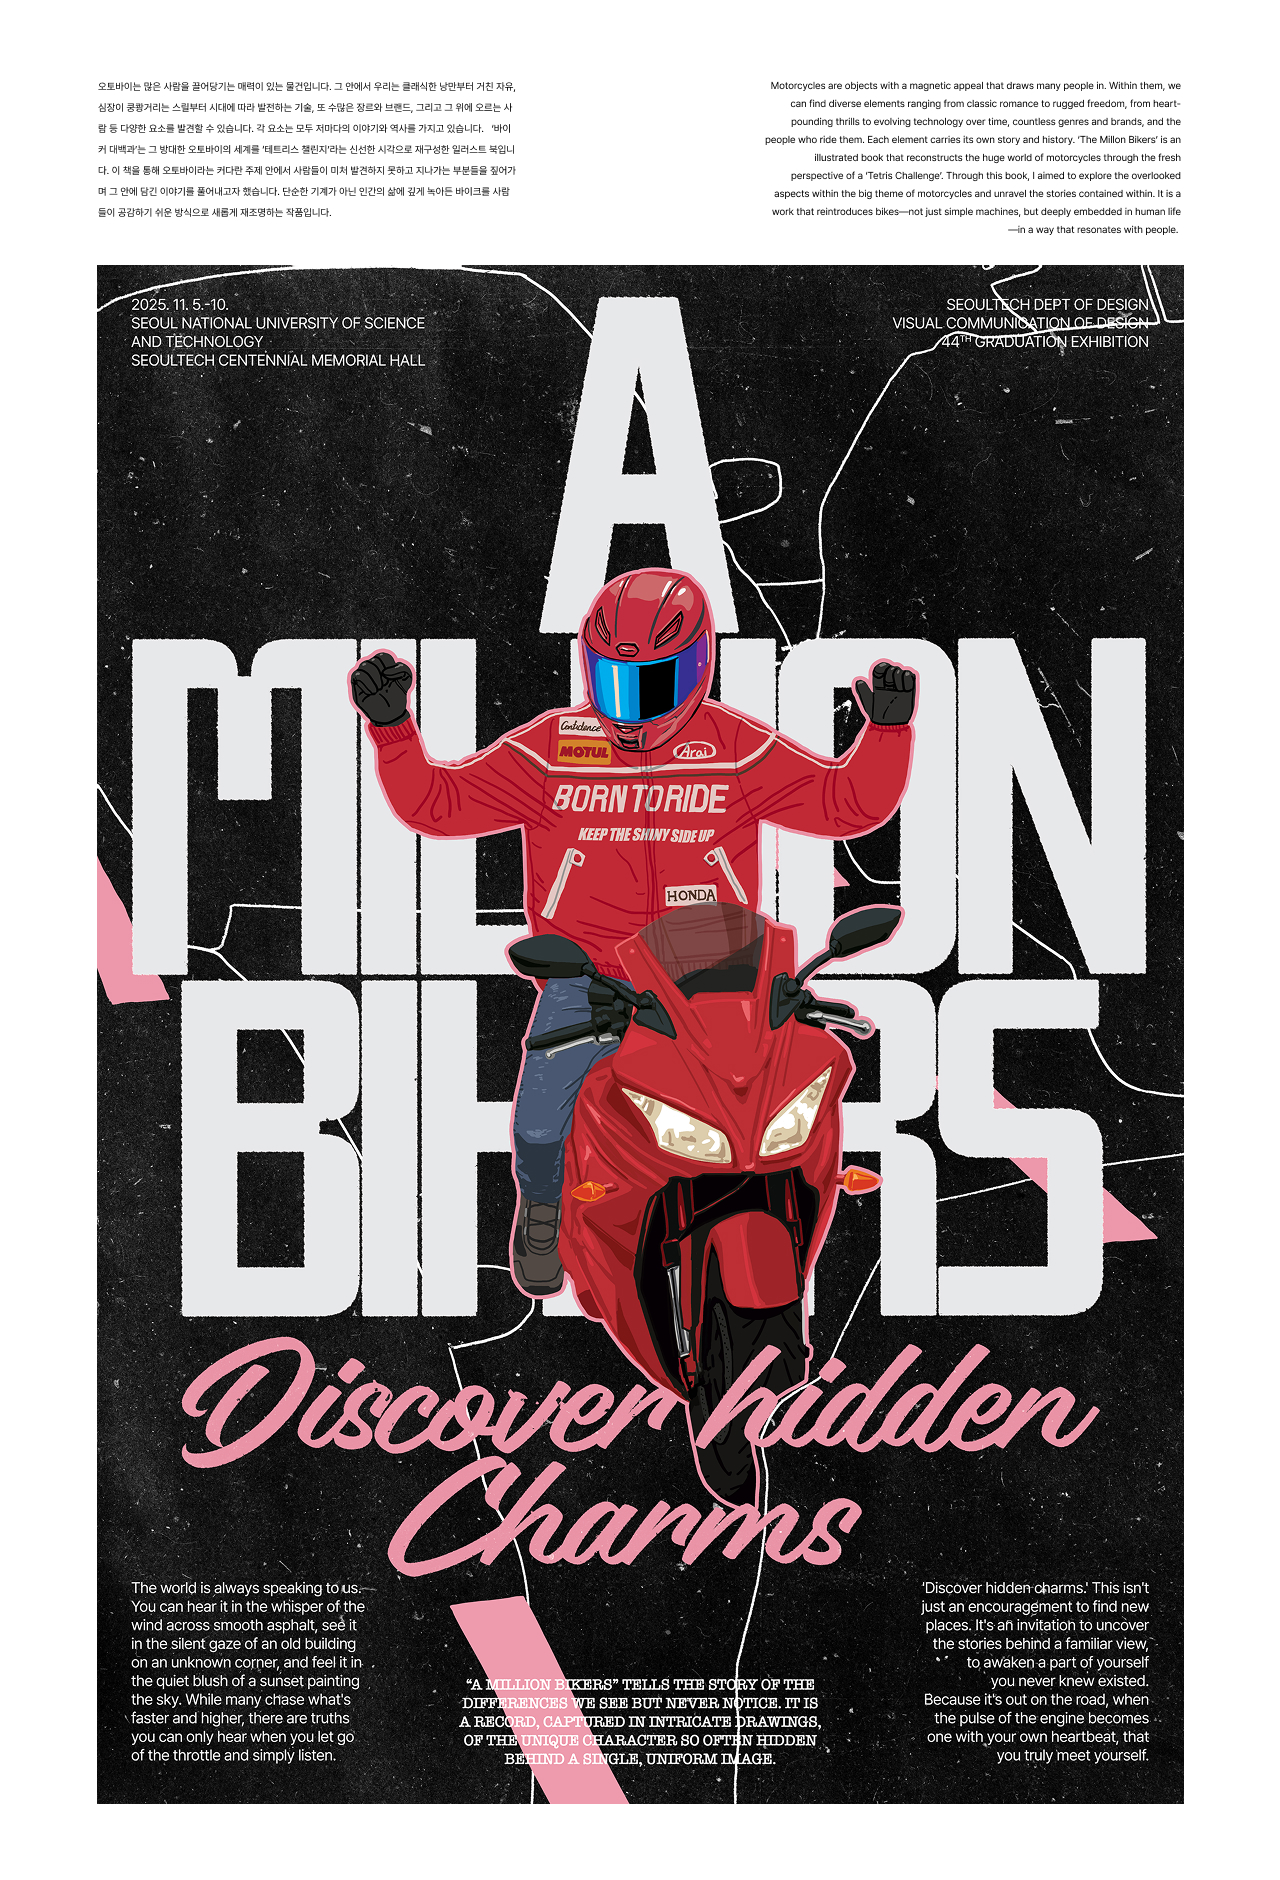 오토바이는 많은 사람을 끌어당기는 매력이 있는 물건입니다. 그 안에서 우리는 클래식한 낭만부터 거친 자유,
심장이 쿵쾅거리는 스릴부터 시대에 따라 발전하는 기술, 또 수많은 장르와 브랜드, 그리고 그 위에 오르는 사
람 등 다양한 요소를 발견할 수 있습니다. 각 요소는 모두 저마다의 이야기와 역사를 가지고 있습니다. '바이
커 대백과'는 그 방대한 오토바이의 세계를 '테트리스 챌린지'라는 신선한 시각으로 재구성한 일러스트 북입니
다. 이 책을 통해 오토바이라는 커다란 주제 안에서 사람들이 미처 발견하지 못하고 지나가는 부분들을 짚어가
며 그 안에 담긴 이야기를 풀어내고자 했습니다. 단순한 기계가 아닌 인간의 삶에 깊게 녹아든 바이크를 사람
들이 공감하기 쉬운 방식으로 새롭게 재조명하는 작품입니다.
Motorcycles are objects with a magnetic appeal that draws many people in. Within them, we
can find diverse elements ranging from classic romance to rugged freedom, from heart-
pounding thrills to evolving technology over time, countless genres and brands, and the
people who ride them. Each element carries its own story and history. 'The Millon Bikers' is an
illustrated book that reconstructs the huge world of motorcycles through the fresh
perspective of a 'Tetris Challenge'. Through this book, I aimed to explore the overlooked
aspects within the big theme of motorcycles and unravel the stories contained within. It is a
work that reintroduces bikes—not just simple machines, but deeply embedded in human life
—in a way that resonates with people.
2025. 11. 5.-10.
SEOUL NATIONAL UNIVERSITY OF SCIENCE
AND TECHNOLOGY
SEOULTECH CENTENNIAL MEMORIAL HALL
SEOULTECH DEPT OF DESIGN
VISUAL COMMUNICATION OF DESIGN
44TH GRADUATION EXHIBITION
A
MILLION
BIKERS
Confidence
MOTUL
Arai
BORN TO RIDE
KEEP THE SHINY SIDE UP
HONDA
Discover hidden
Charms
The world is always speaking to us.
You can hear it in the whisper of the
wind across smooth asphalt, see it
in the silent gaze of an old building
on an unknown corner, and feel it in
the quiet blush of a sunset painting
the sky. While many chase what's
faster and higher, there are truths
you can only hear when you let go
of the throttle and simply listen.
“A MILLION BIKERS” TELLS THE STORY OF THE
DIFFERENCES WE SEE BUT NEVER NOTICE. IT IS
A RECORD, CAPTURED IN INTRICATE DRAWINGS,
OF THE UNIQUE CHARACTER SO OFTEN HIDDEN
BEHIND A SINGLE, UNIFORM IMAGE.
'Discover hidden charms.' This isn't
just an encouragement to find new
places. It's an invitation to uncover
the stories behind a familiar view,
to awaken a part of yourself
you never knew existed.
Because it's out on the road, when
the pulse of the engine becomes
one with your own heartbeat, that
you truly meet yourself.